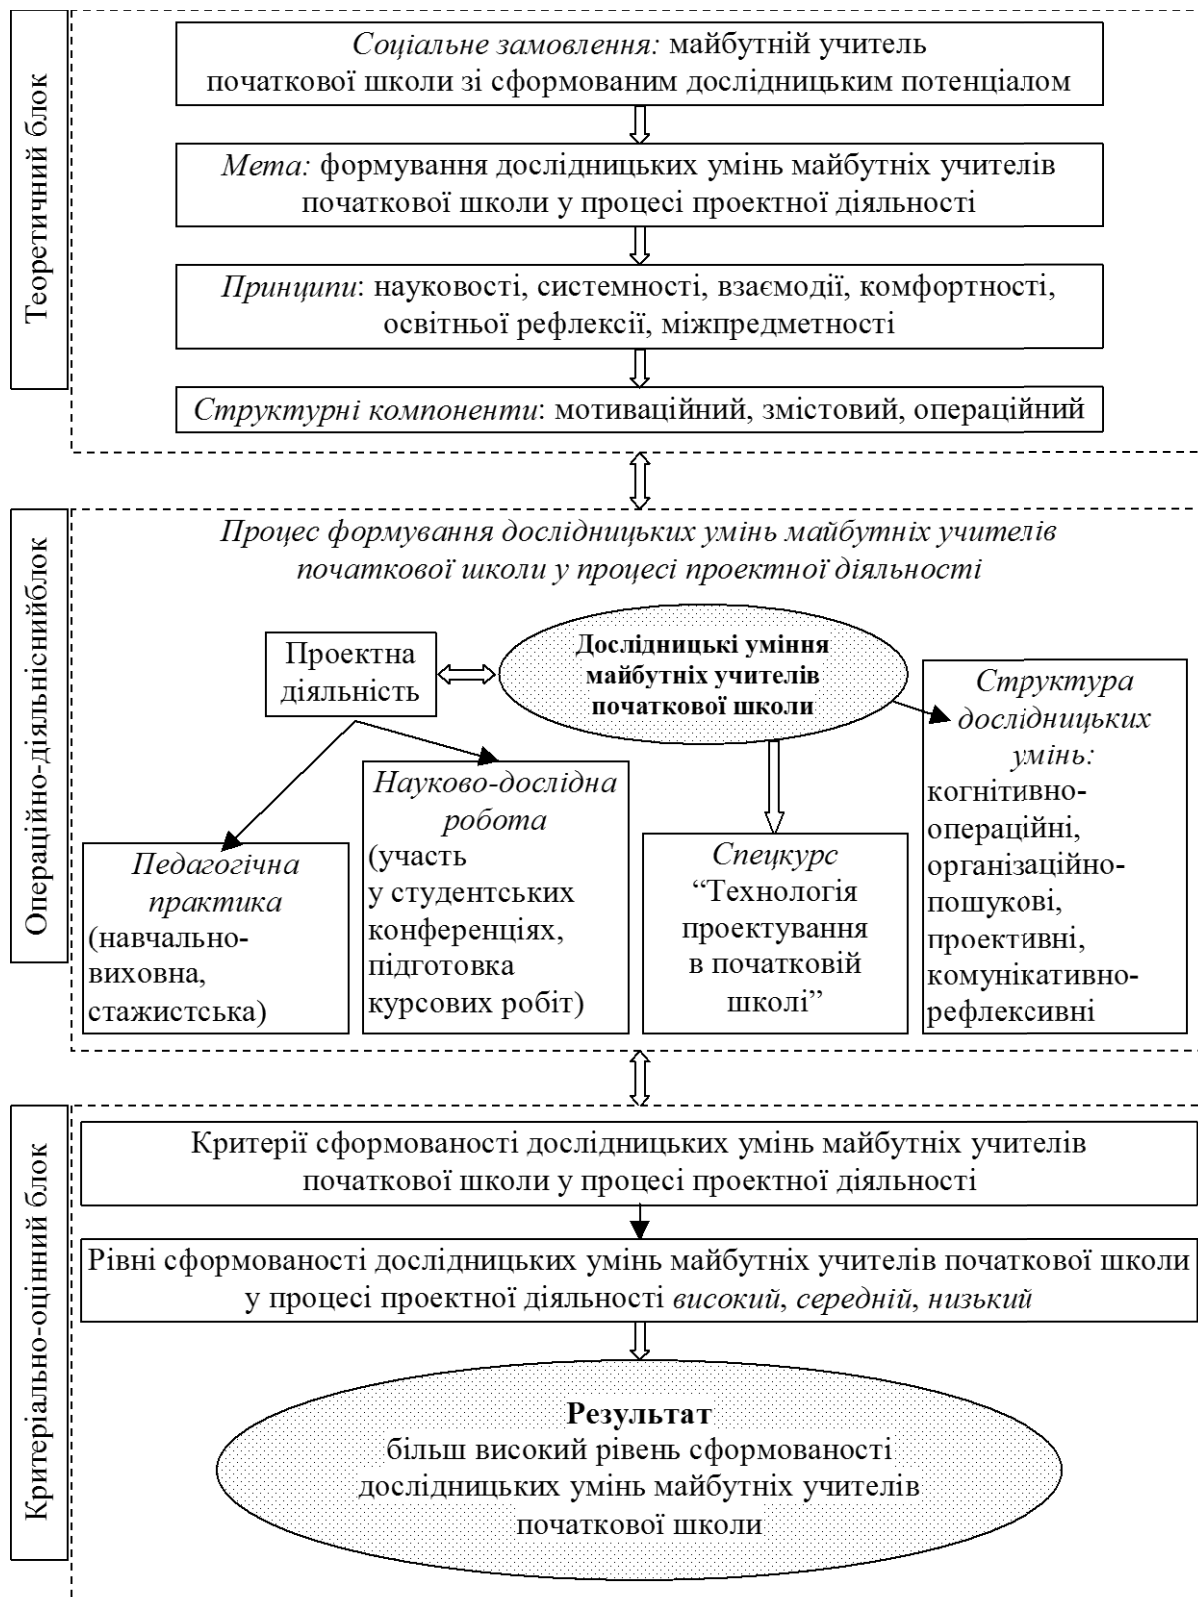 Теоретичний блок
Соціальне замовлення: майбутній учитель
початкової школи зі сформованим дослідницьким потенціалом
Мета: формування дослідницьких умінь майбутніх учителів
початкової школи у процесі проектної діяльності
Принципи: науковості, системності, взаємодії, комфортності,
освітньої рефлексії, міжпредметності
Структурні компоненти: мотиваційний, змістовий, операційний
Операційно-діяльніснийблок
Процес формування дослідницьких умінь майбутніх учителів
початкової школи у процесі проектної діяльності
Проектна
діяльність
Дослідницькі уміння
майбутніх учителів
початкової школи
Педагогічна
практика
(навчально-
виховна,
стажистська)
Науково-дослідна
робота
(участь
у студентських
конференціях,
підготовка
курсових робіт)
Спецкурс
“Технологія
проектування
в початковій
школі”
Структура
дослідницьких
умінь:
когнітивно-
операційні,
організаційно-
пошукові,
проективні,
комунікативно-
рефлексивні
Критеріально-оцінний блок
Критерії сформованості дослідницьких умінь майбутніх учителів
початкової школи у процесі проектної діяльності
Рівні сформованості дослідницьких умінь майбутніх учителів початкової школи
у процесі проектної діяльності високий, середній, низький
Результат
більш високий рівень сформованості
дослідницьких умінь майбутніх учителів
початкової школи